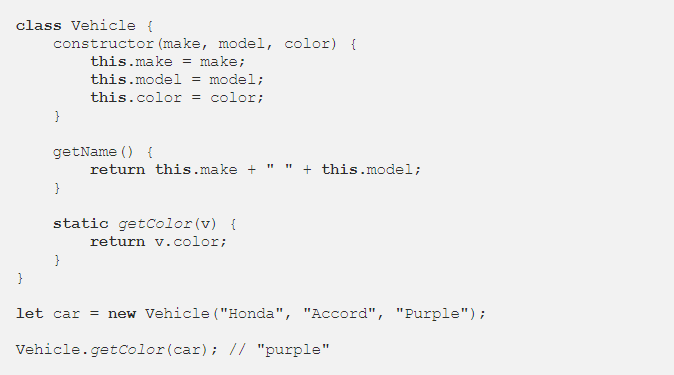 class Vehicle {
    constructor(make, model, color) {
        this.make = make;
        this.model = model;
        this.color = color;
    }

    getName() {
        return this.make + " " + this.model;
    }

    static getColor(v) {
        return v.color;
    }
}

let car = new Vehicle("Honda", "Accord", "Purple");

Vehicle.getColor(car); // "purple"